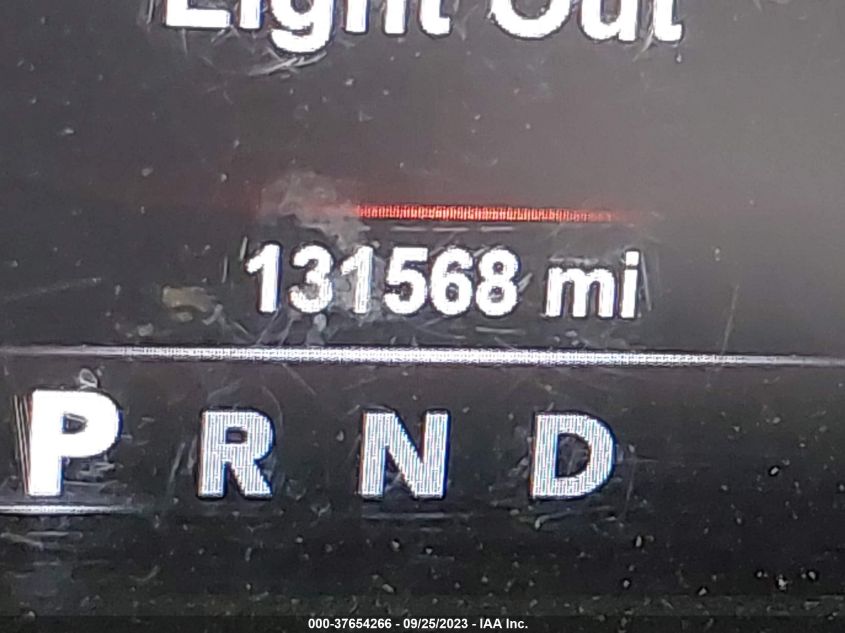 Light Out
131568 mi
P R N D
000-37654266 - 09/25/2023 - IAA Inc.